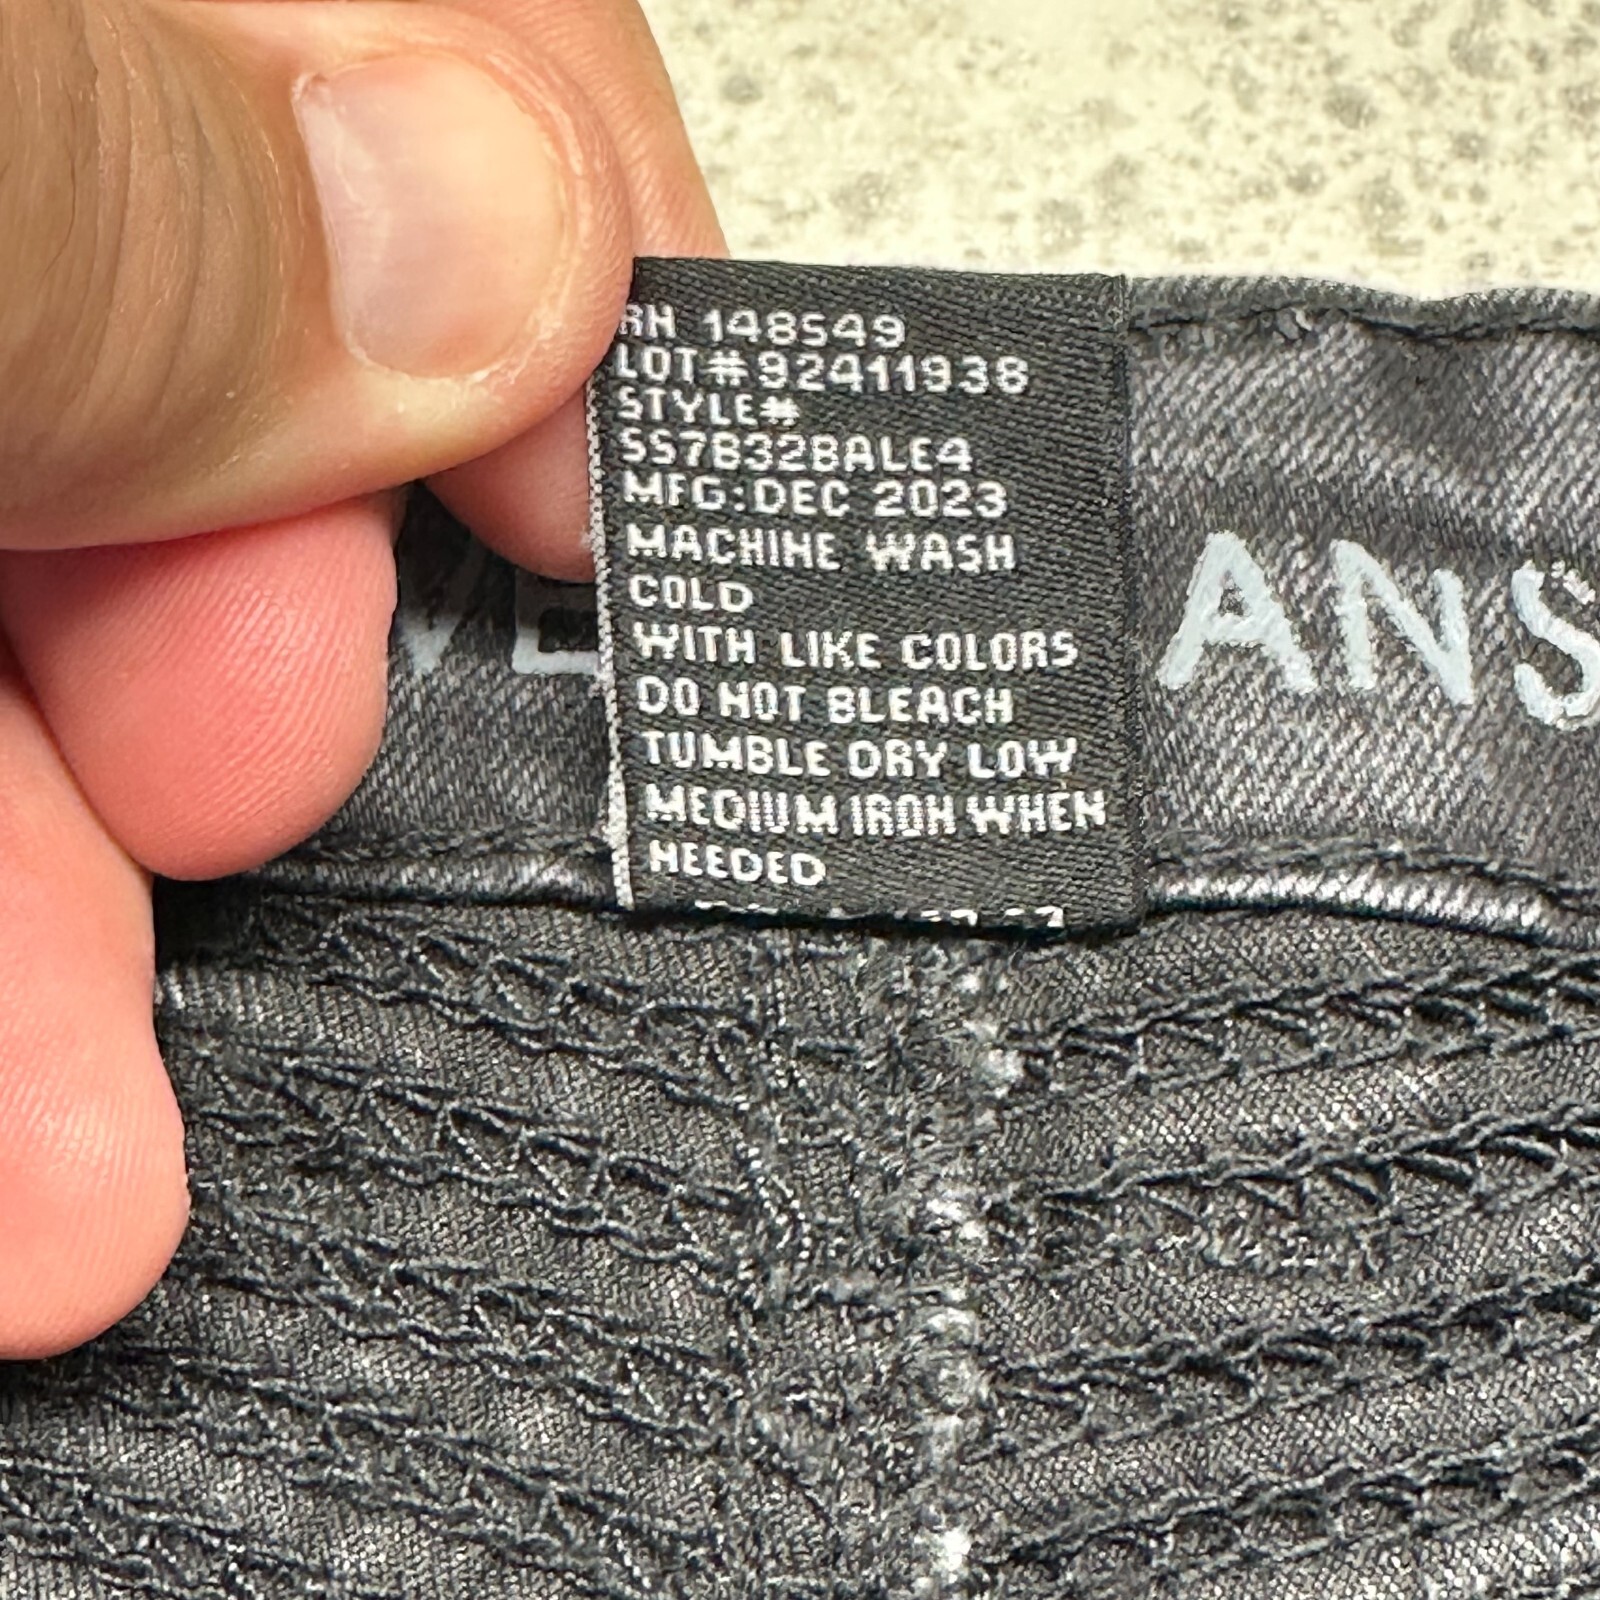 RN 148549
LOT#92411938
STYLE#
SS7832BALE4
MFG:DEC 2023
MACHINE WASH
COLD
WITH LIKE COLORS
DO NOT BLEACH
TUMBLE DRY LOW
MEDIUM IRON WHEN
NEEDED
ANS